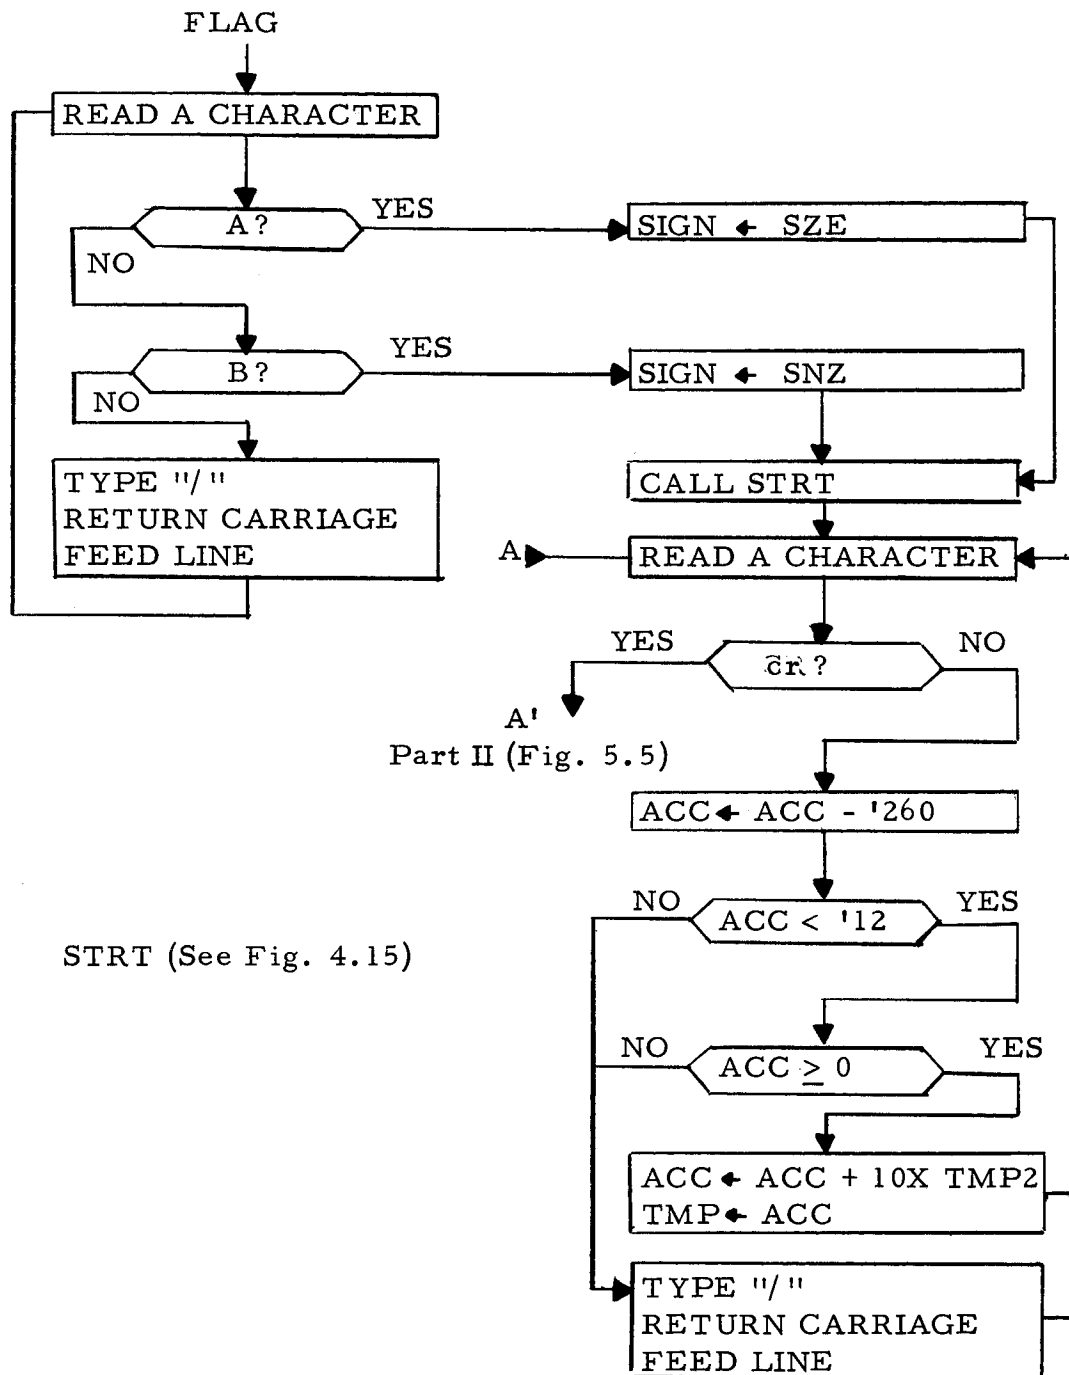 FLAG
READ A CHARACTER
A?
YES
NO
SIGN ← SZE
B?
YES
NO
SIGN ← SNZ
TYPE "/"
RETURN CARRIAGE
FEED LINE
CALL STRT
A
READ A CHARACTER
YES
cr?
NO
A'
Part II (Fig. 5.5)
ACC ← ACC - '260
NO
ACC < '12
YES
STRT (See Fig. 4.15)
NO
ACC ≥ 0
YES
ACC ← ACC + 10X TMP2
TMP ← ACC
TYPE "/"
RETURN CARRIAGE
FEED LINE